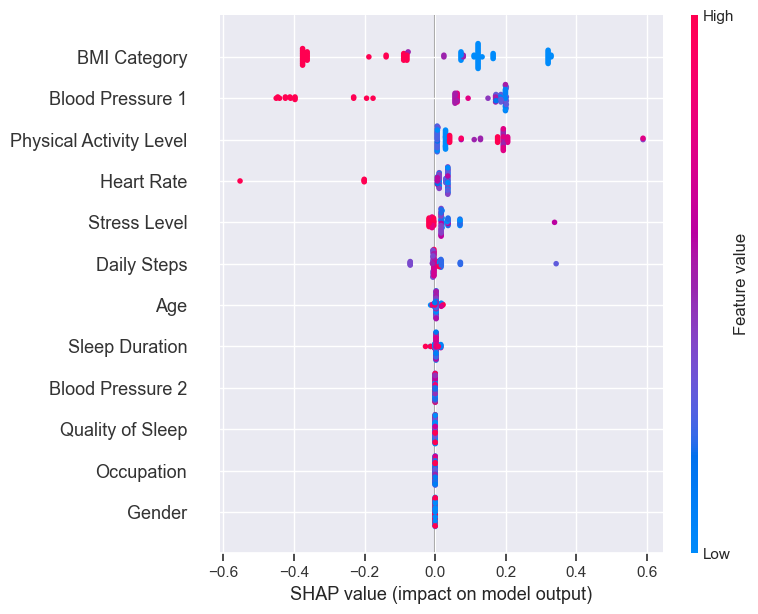 High
BMI Category
Blood Pressure 1
Physical Activity Level
Heart Rate
Stress Level
Daily Steps
Age
Sleep Duration
Blood Pressure 2
Quality of Sleep
Occupation
Gender
Feature value
Low
−0.6 −0.4 −0.2 0.0 0.2 0.4 0.6
SHAP value (impact on model output)